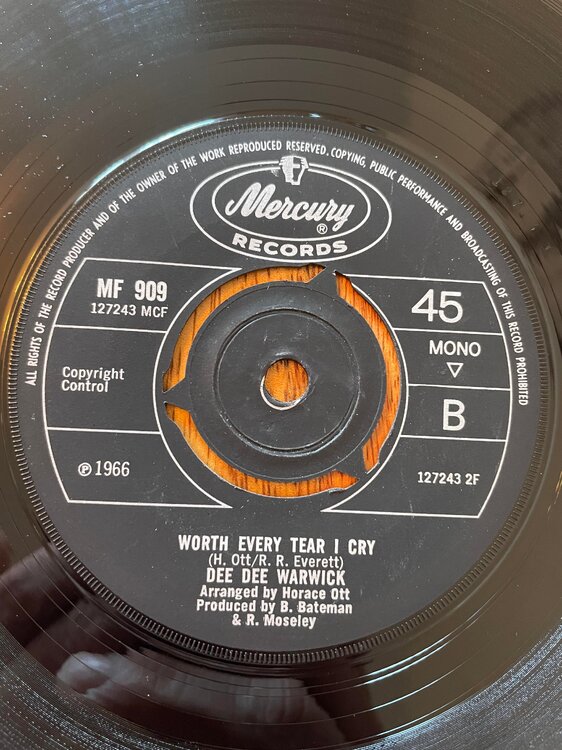 ALL RIGHTS OF THE RECORD PRODUCER AND OF THE OWNER OF THE WORK REPRODUCED RESERVED. COPYING, PUBLIC PERFORMANCE AND BROADCASTING OF THIS RECORD PROHIBITED
Mercury ®
RECORDS
MF 909
127243 MCF
45
MONO
▽
Copyright
Control
B
℗ 1966
127243 2F
WORTH EVERY TEAR I CRY
(H. Ott/R. R. Everett)
DEE DEE WARWICK
Arranged by Horace Ott
Produced by B. Bateman
& R. Moseley